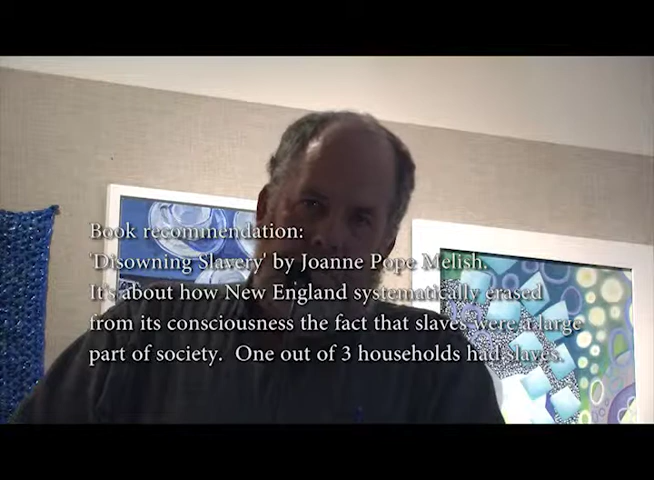 Book recommendation:
'Disowning Slavery' by Joanne Pope Melish.
It's about how New England systematically erased
from its consciousness the fact that slaves were a large
part of society.  One out of 3 households had slaves.